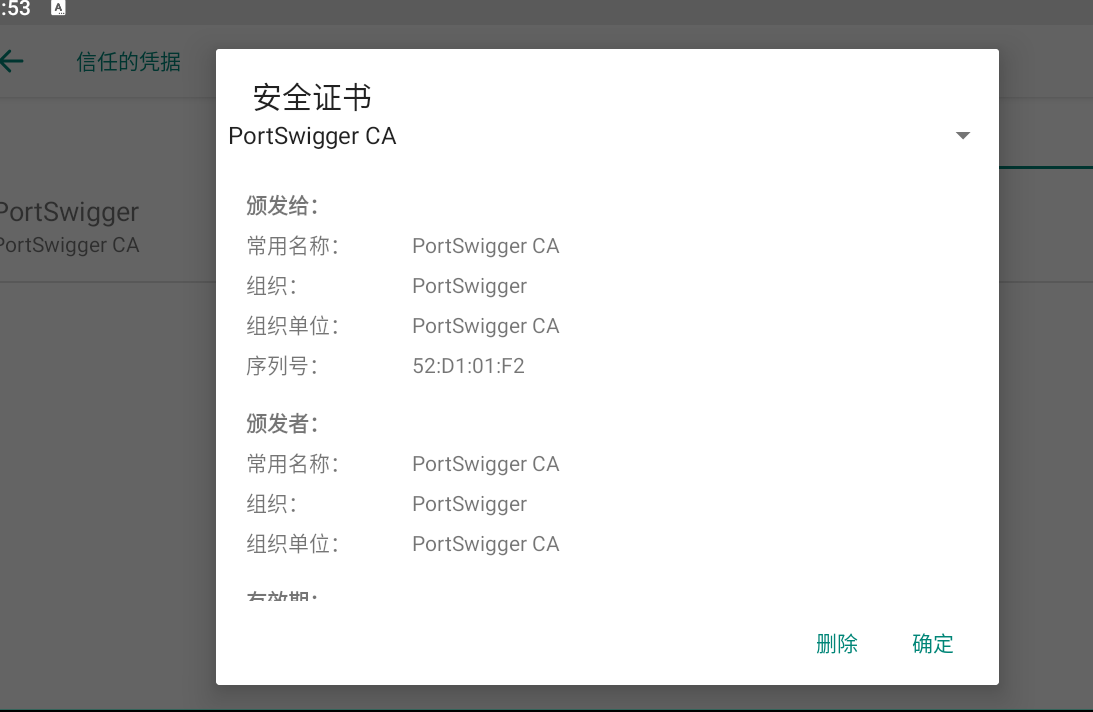 :53
信任的凭据
安全证书
PortSwigger CA
PortSwigger
PortSwigger CA
颁发给：
常用名称： PortSwigger CA
组织： PortSwigger
组织单位： PortSwigger CA
序列号： 52:D1:01:F2
颁发者：
常用名称： PortSwigger CA
组织： PortSwigger
组织单位： PortSwigger CA
有效期：
删除 确定